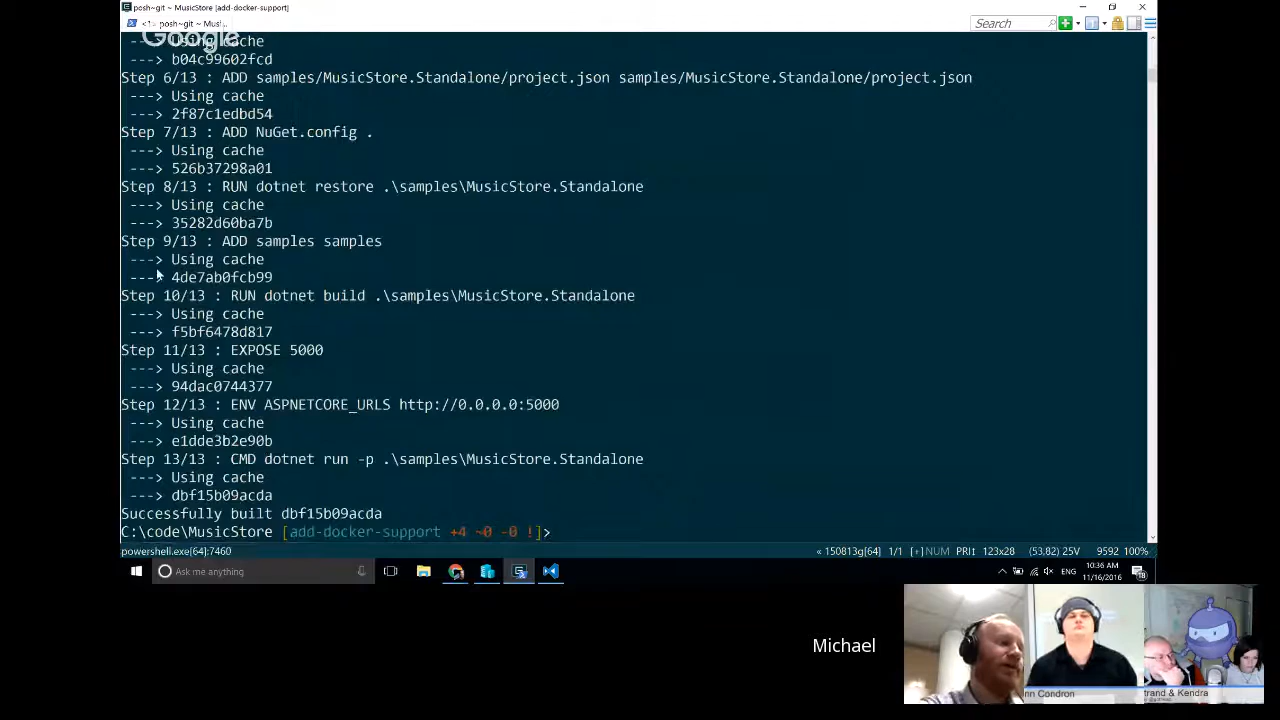 posh~git ~ MusicStore [add-docker-support]
<1> posh~git ~ Musi...
Search
Google
---> Using cache
---> b04c99602fcd
Step 6/13 : ADD samples/MusicStore.Standalone/project.json samples/MusicStore.Standalone/project.json
---> Using cache
---> 2f87c1edbd54
Step 7/13 : ADD NuGet.config .
---> Using cache
---> 526b37298a01
Step 8/13 : RUN dotnet restore .\samples\MusicStore.Standalone
---> Using cache
---> 35282d60ba7b
Step 9/13 : ADD samples samples
---> Using cache
---> 4de7ab0fcb99
Step 10/13 : RUN dotnet build .\samples\MusicStore.Standalone
---> Using cache
---> f5bf6478d817
Step 11/13 : EXPOSE 5000
---> Using cache
---> 94dac0744377
Step 12/13 : ENV ASPNETCORE_URLS http://0.0.0.0:5000
---> Using cache
---> e1dde3b2e90b
Step 13/13 : CMD dotnet run -p .\samples\MusicStore.Standalone
---> Using cache
---> dbf15b09acda
Successfully built dbf15b09acda
C:\code\MusicStore [add-docker-support +4 ~0 -0 !]>
powershell.exe[64]:7460
« 150813g[64] 1/1 [+] NUM PRI‡ 123x28 (53,82) 25V 9592 100%
Ask me anything
ENG
10:36 AM
11/16/2016
18
Michael
nn Condron
trand & Kendra